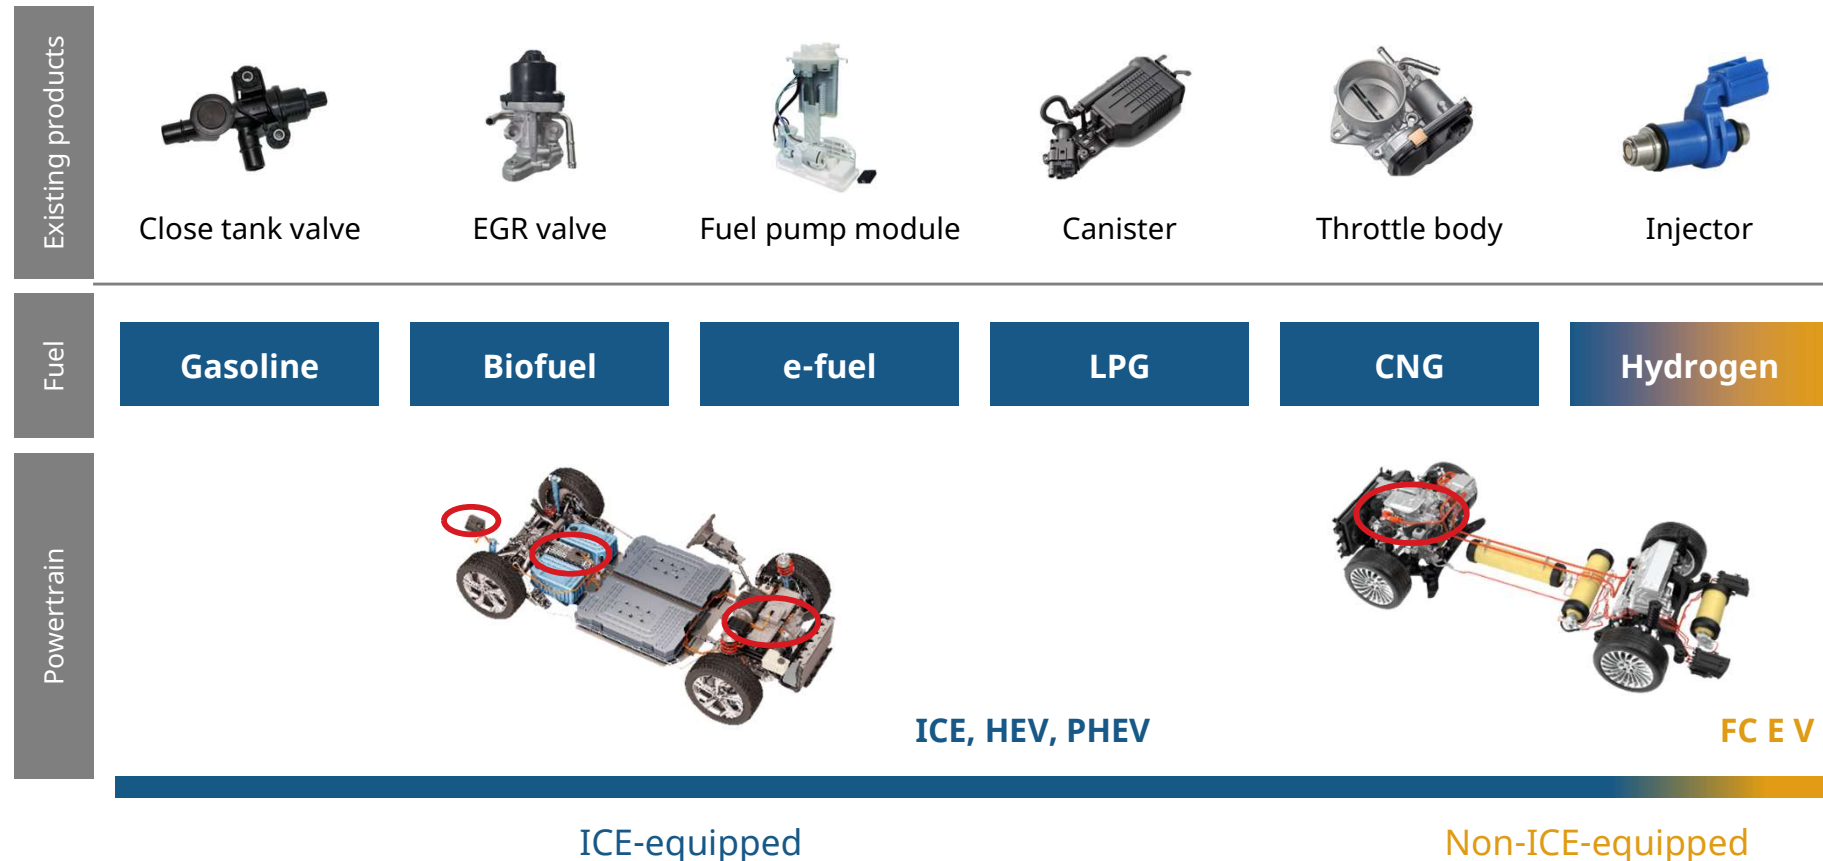 Existing products
Close tank valve
EGR valve
Fuel pump module
Canister
Throttle body
Injector
Fuel
Gasoline
Biofuel
e-fuel
LPG
CNG
Hydrogen
Powertrain
ICE, HEV, PHEV
FC E V
ICE-equipped
Non-ICE-equipped